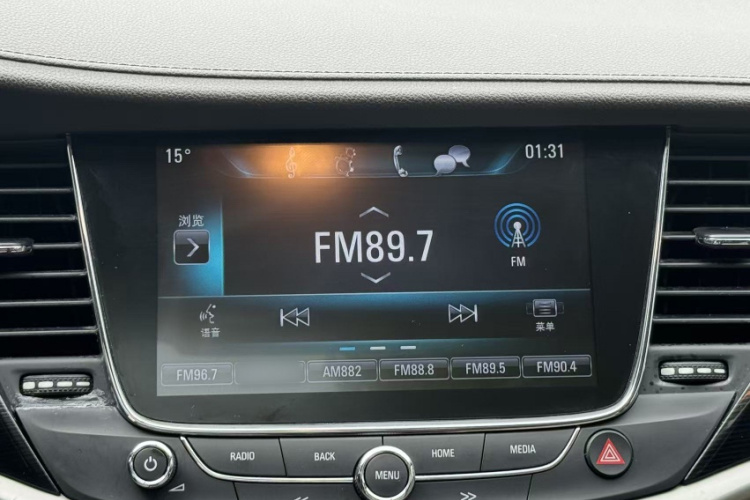 15°
01:31
浏览
FM89.7
FM
语音
菜单
FM96.7
AM882
FM88.8
FM89.5
FM90.4
RADIO
BACK
MENU
HOME
MEDIA